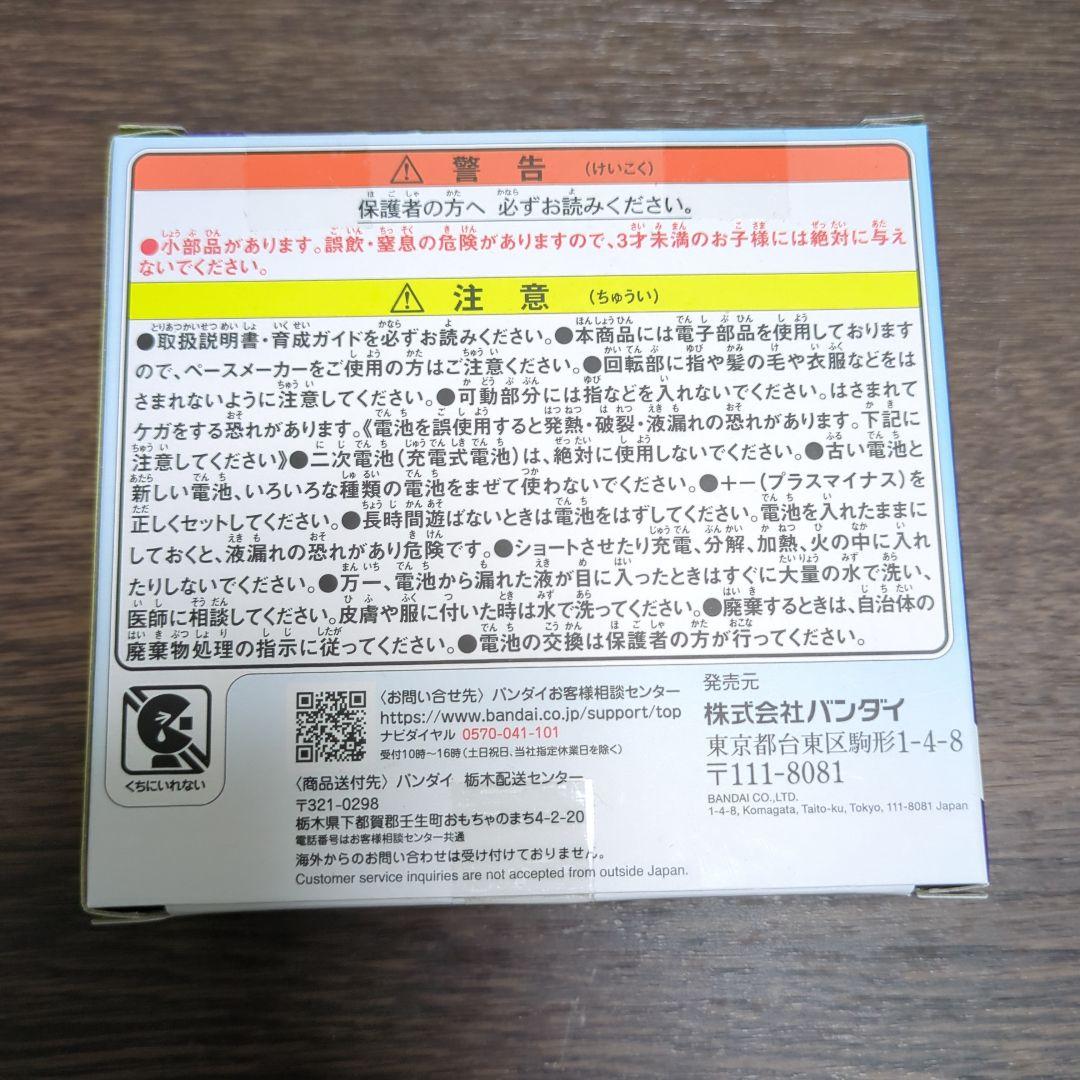 警告 (けいこく)
保護者の方へ 必ずお読みください。
●小部品があります。誤飲・窒息の危険がありますので、3才未満のお子様には絶対に与え
ないでください。
注意 (ちゅうい)
●取扱説明書・育成ガイドを必ずお読みください。●本商品には電子部品を使用しております
ので、ペースメーカーをご使用の方はご注意ください。●回転部に指や髪の毛や衣服などをは
さまれないように注意してください。●可動部分には指などを入れないでください。はさまれて
ケガをする恐れがあります。《電池を誤使用すると発熱・破裂・液漏れの恐れがあります。下記に
注意してください》●二次電池(充電式電池)は、絶対に使用しないでください。●古い電池と
新しい電池、いろいろな種類の電池をまぜて使わないでください。●+-(プラスマイナス)を
正しくセットしてください。●長時間遊ばないときは電池をはずしてください。電池を入れたままに
しておくと、液漏れの恐れがあり危険です。●ショートさせたり充電、分解、加熱、火の中に入れ
たりしないでください。●万一、電池から漏れた液が目に入ったときはすぐに大量の水で洗い、
医師に相談してください。皮膚や服に付いた時は水で洗ってください。●廃棄するときは、自治体の
廃棄物処理の指示に従ってください。●電池の交換は保護者の方が行ってください。
くちにいれない
〈お問い合せ先〉バンダイお客様相談センター
https://www.bandai.co.jp/support/top
ナビダイヤル 0570-041-101
受付10時~16時(土日祝日、当社指定休業日を除く)
〈商品送付先〉バンダイ 栃木配送センター
〒321-0298
栃木県下都賀郡壬生町おもちゃのまち4-2-20
電話番号はお客様相談センター共通
海外からのお問い合わせは受け付けておりません。
Customer service inquiries are not accepted from outside Japan.
発売元
株式会社バンダイ
東京都台東区駒形1-4-8
〒111-8081
BANDAI CO.,LTD.
1-4-8, Komagata, Taito-ku, Tokyo, 111-8081 Japan